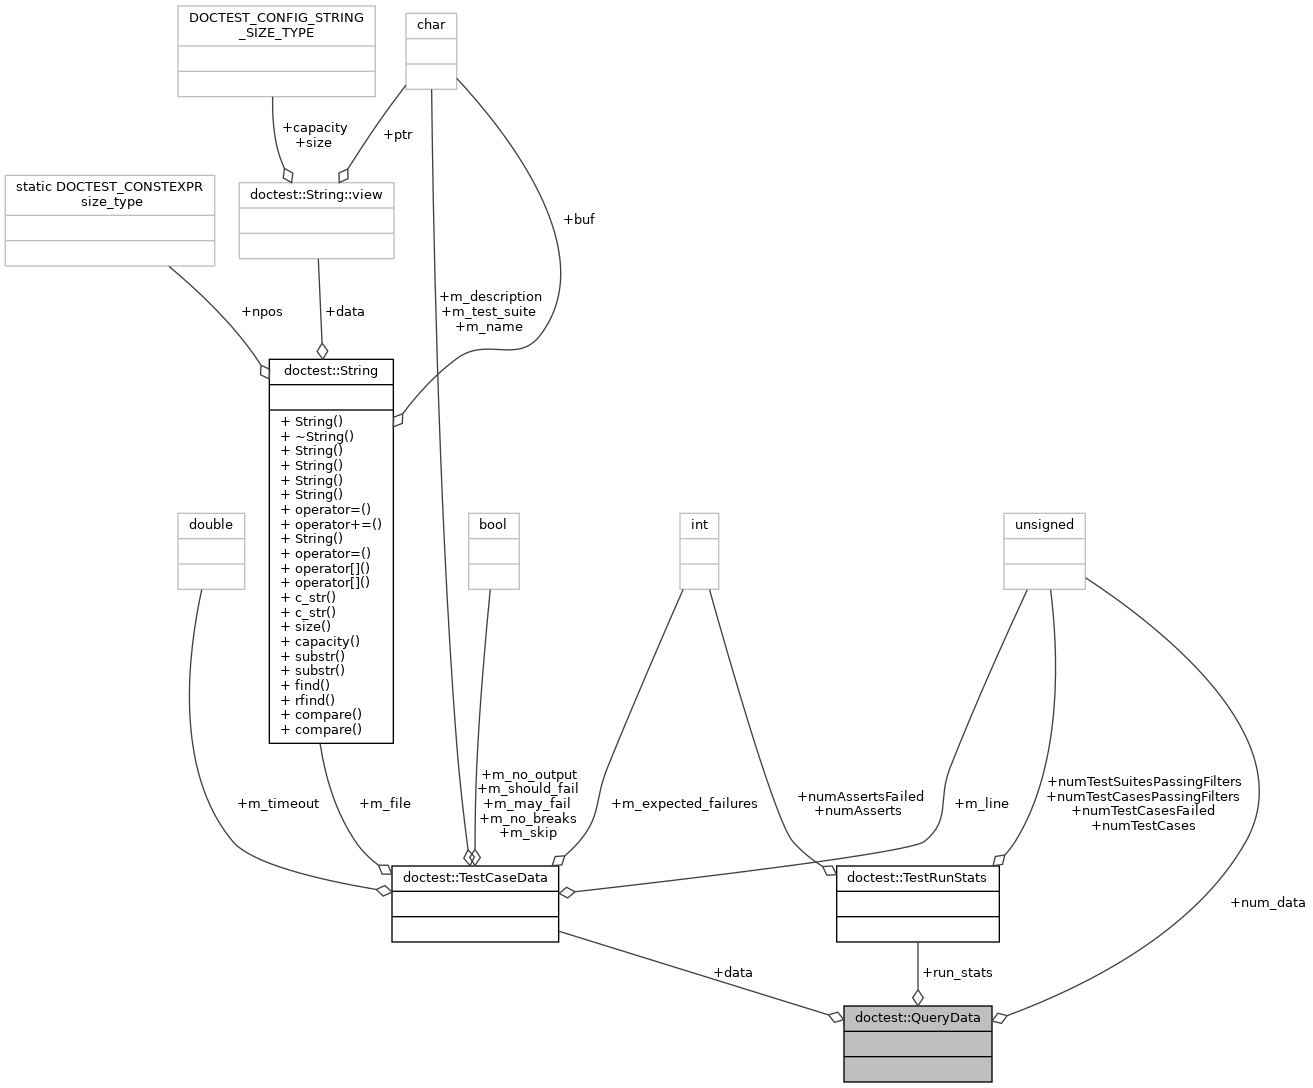 DOCTEST_CONFIG_STRING
_SIZE_TYPE
char
+capacity
+size
+ptr
static DOCTEST_CONSTEXPR
size_type
doctest::String::view
+buf
+m_description
+m_test_suite
+m_name
+npos
+data
doctest::String
+ String()
+ ~String()
+ String()
+ String()
+ String()
+ String()
+ operator=()
+ operator+=()
+ String()
+ operator=()
+ operator[]()
+ operator[]()
+ c_str()
+ c_str()
+ size()
+ capacity()
+ substr()
+ substr()
+ find()
+ rfind()
+ compare()
+ compare()
double
bool
int
unsigned
+m_timeout
+m_file
+m_no_output
+m_should_fail
+m_may_fail
+m_no_breaks
+m_skip
+m_expected_failures
+numAssertsFailed
+numAsserts
+m_line
+numTestSuitesPassingFilters
+numTestCasesPassingFilters
+numTestCasesFailed
+numTestCases
doctest::TestCaseData
doctest::TestRunStats
+num_data
+data
+run_stats
doctest::QueryData